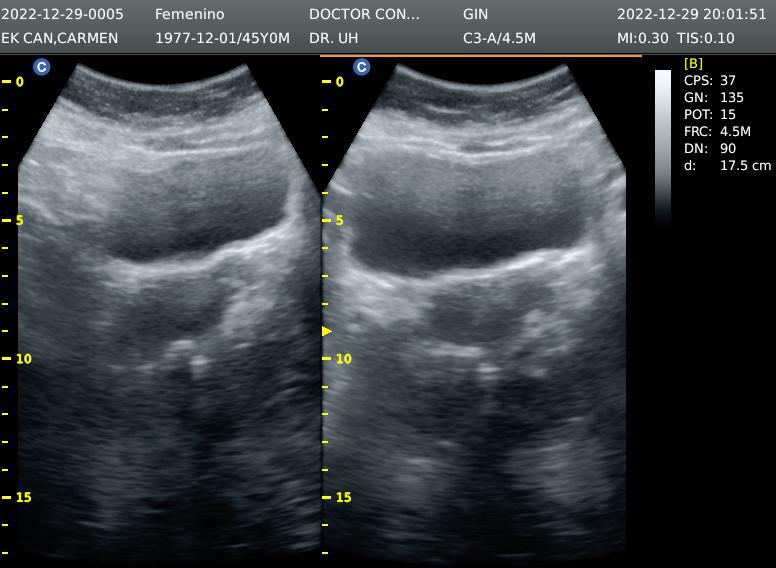 2022-12-29-0005 Femenino DOCTOR CON... GIN 2022-12-29 20:01:51
EK CAN,CARMEN 1977-12-01/45Y0M DR. UH C3-A/4.5M MI:0.30 TIS:0.10
C
C
[B]
CPS: 37
GN: 135
POT: 15
FRC: 4.5M
DN: 90
d: 17.5 cm
0
5
10
15
0
5
10
15